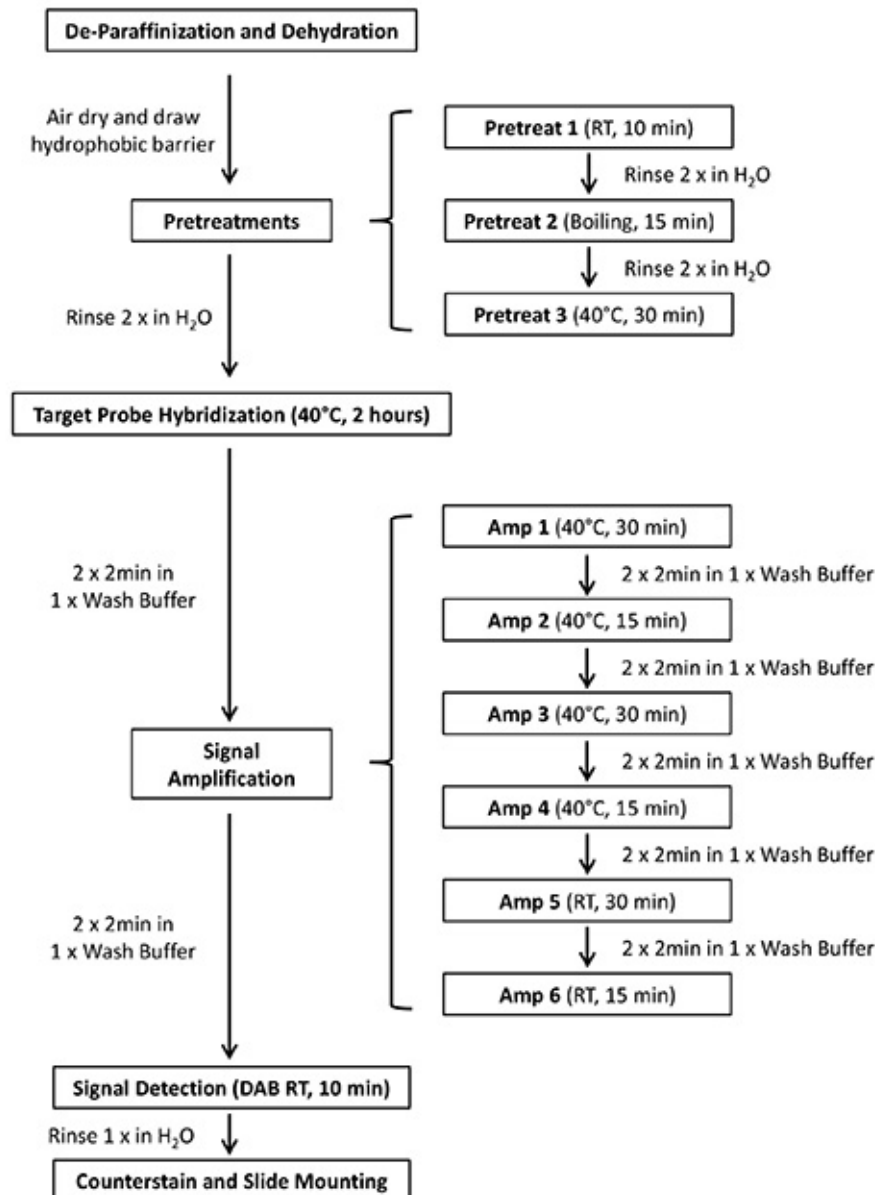 De-Paraffinization and Dehydration
Air dry and draw
hydrophobic barrier
Pretreatments
Pretreat 1 (RT, 10 min)
Rinse 2 x in H₂O
Pretreat 2 (Boiling, 15 min)
Rinse 2 x in H₂O
Pretreat 3 (40°C, 30 min)
Rinse 2 x in H₂O
Target Probe Hybridization (40°C, 2 hours)
2 x 2min in
1 x Wash Buffer
Signal
Amplification
Amp 1 (40°C, 30 min)
2 x 2min in 1 x Wash Buffer
Amp 2 (40°C, 15 min)
2 x 2min in 1 x Wash Buffer
Amp 3 (40°C, 30 min)
2 x 2min in 1 x Wash Buffer
Amp 4 (40°C, 15 min)
2 x 2min in 1 x Wash Buffer
Amp 5 (RT, 30 min)
2 x 2min in 1 x Wash Buffer
Amp 6 (RT, 15 min)
2 x 2min in
1 x Wash Buffer
Signal Detection (DAB RT, 10 min)
Rinse 1 x in H₂O
Counterstain and Slide Mounting